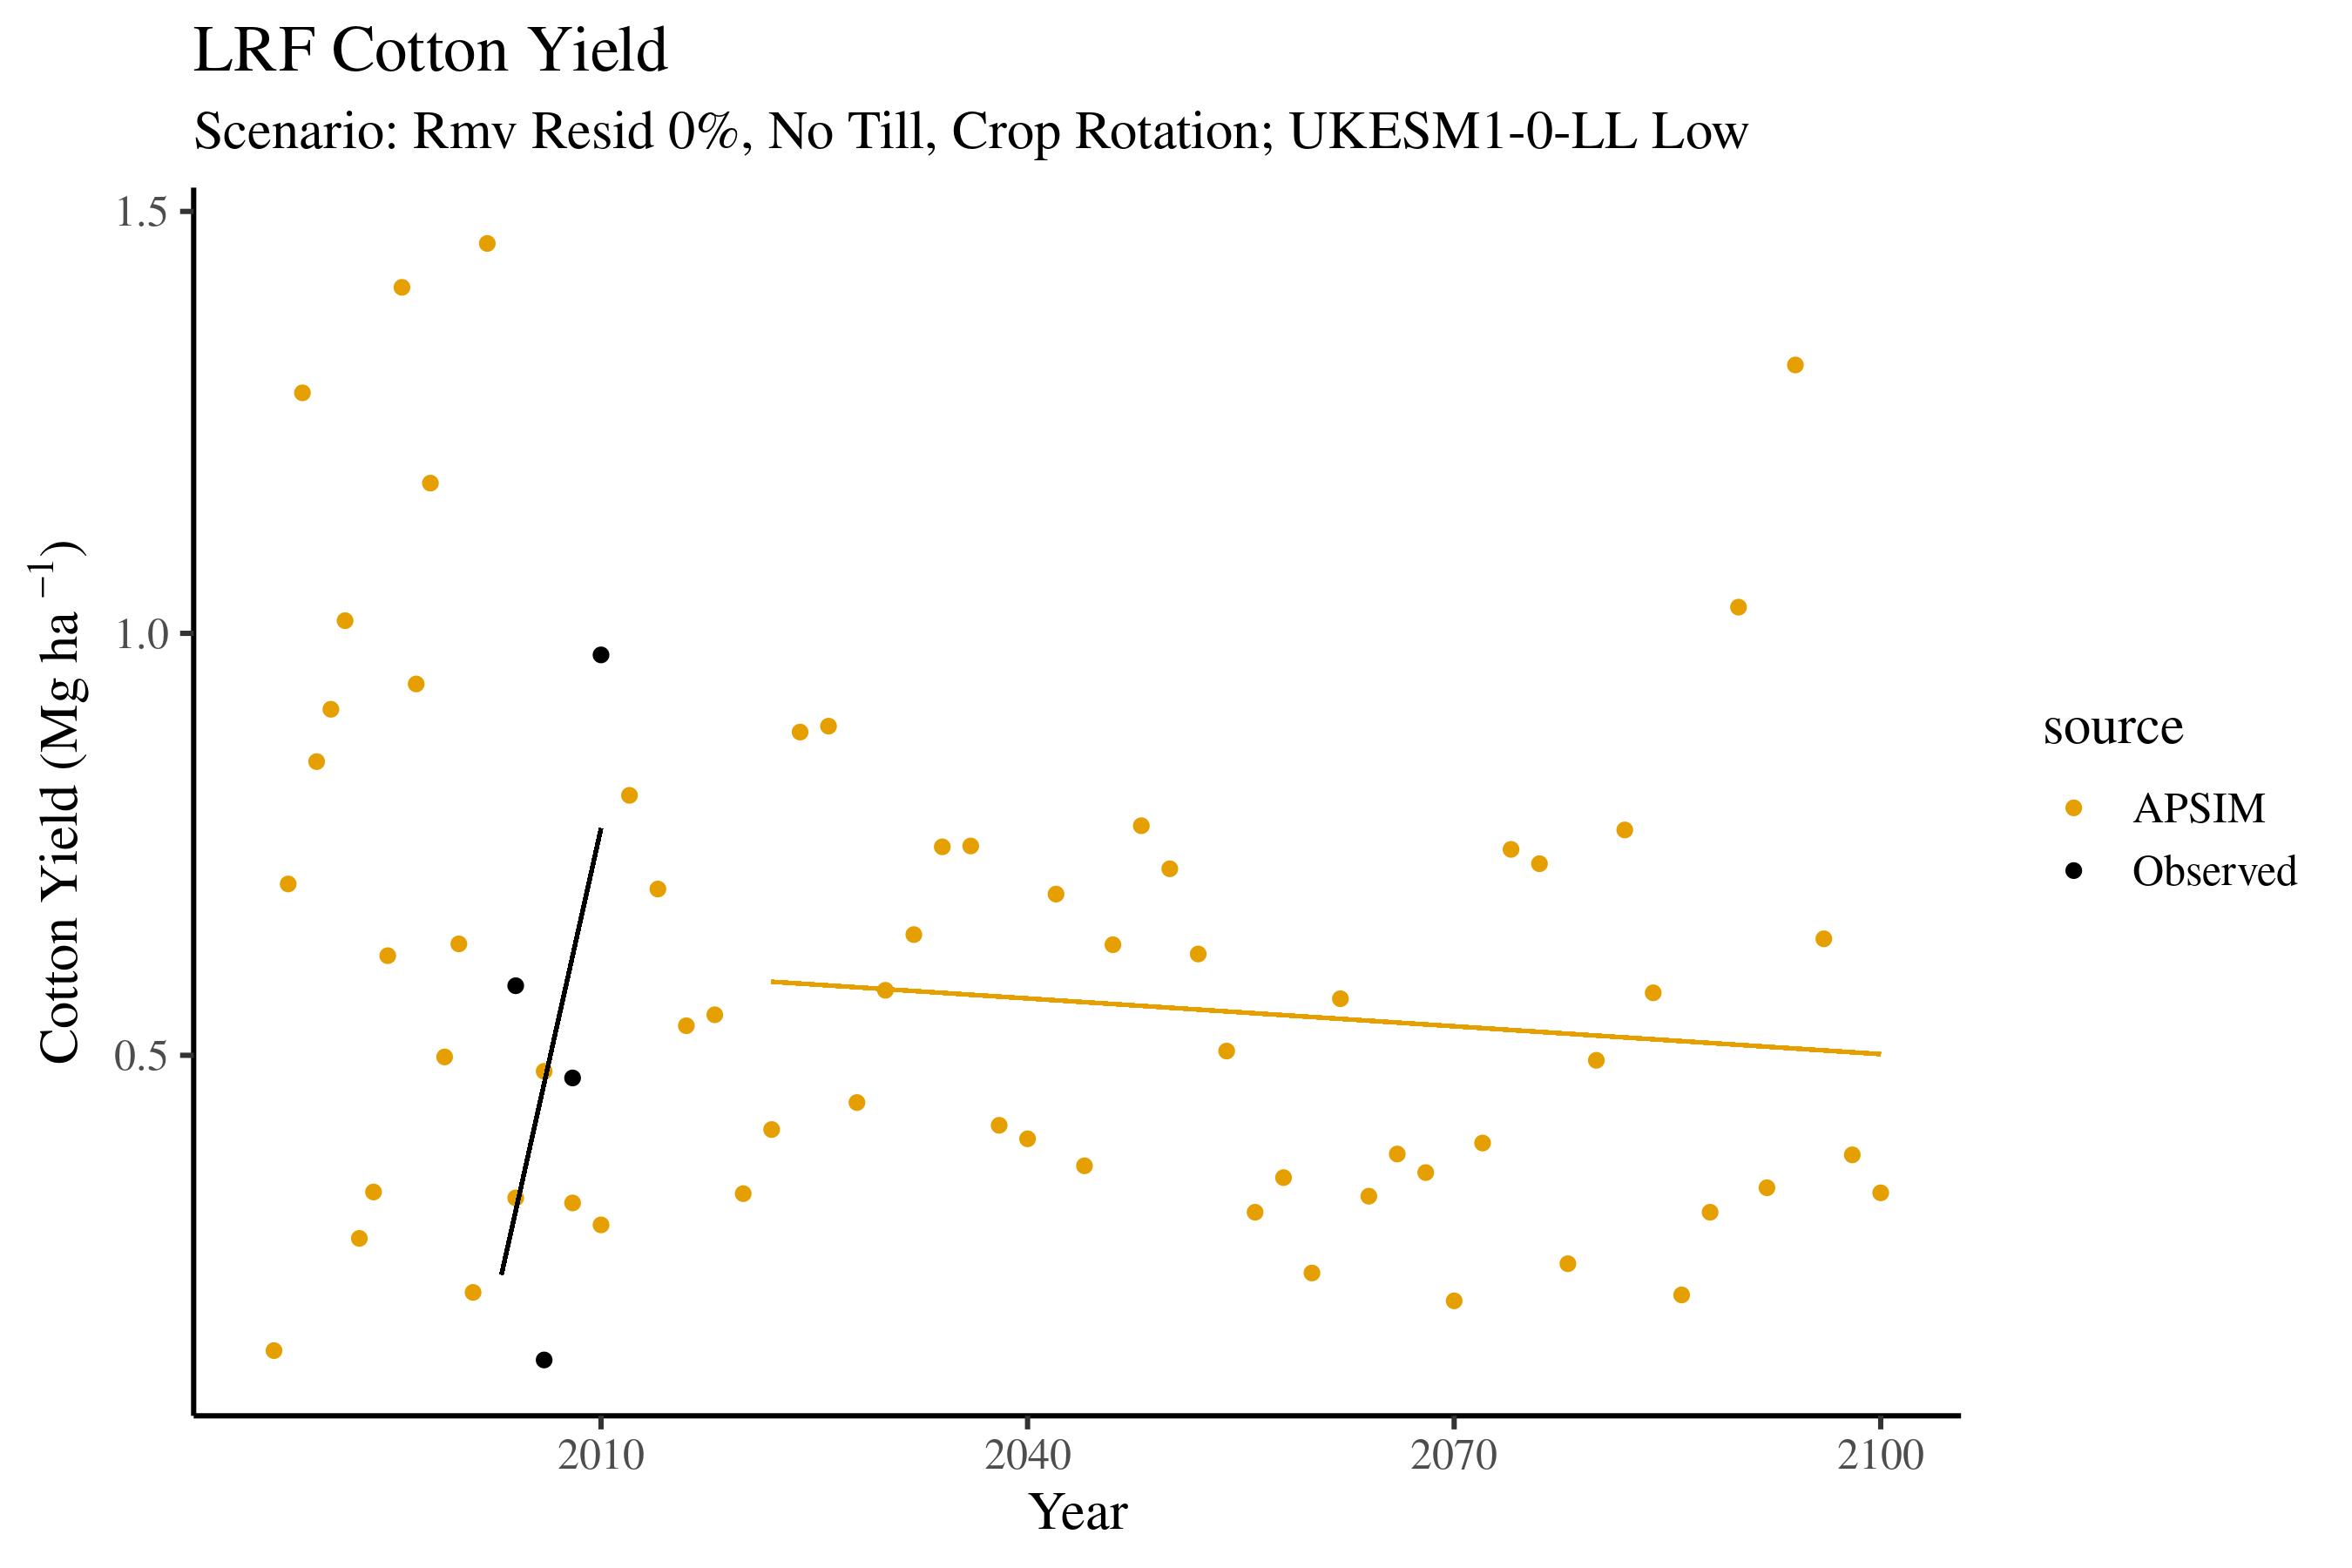 LRF Cotton Yield
Scenario: Rmv Resid 0%, No Till, Crop Rotation; UKESM1-0-LL Low
1.5
1.0
0.5
Cotton Yield (Mg ha ⁻¹)
2010 2040 2070 2100
Year
source
APSIM
Observed